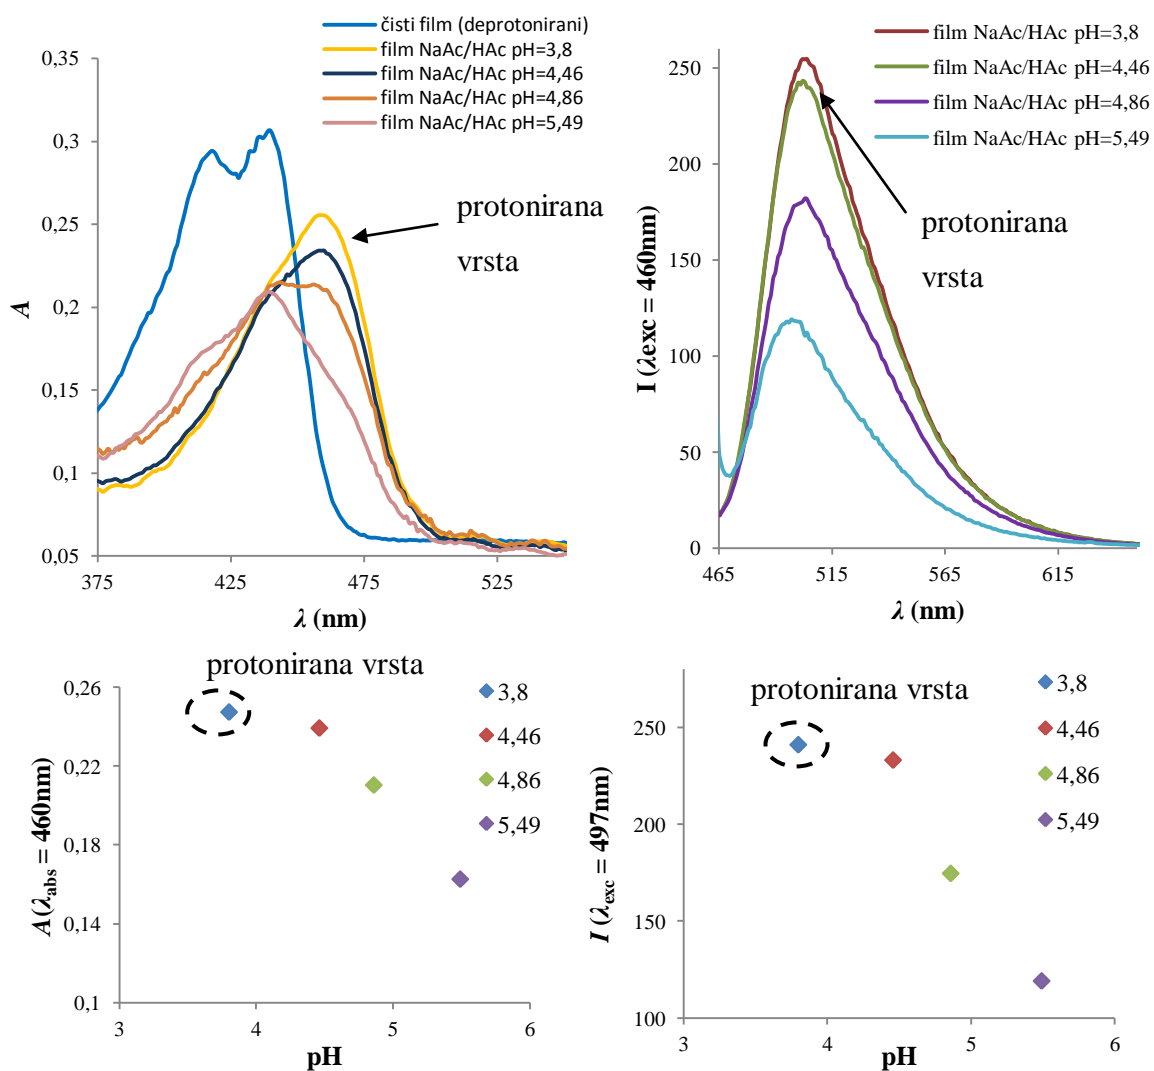 čisti film (deprotonirani)
film NaAc/HAc pH=3,8
film NaAc/HAc pH=4,46
film NaAc/HAc pH=4,86
film NaAc/HAc pH=5,49
0,35
0,3
0,25
0,2
0,15
0,1
0,05
A
protonirana
vrsta
375
425
475
525
λ (nm)
film NaAc/HAc pH=3,8
film NaAc/HAc pH=4,46
film NaAc/HAc pH=4,86
film NaAc/HAc pH=5,49
250
200
150
100
50
0
I (λexc = 460nm)
protonirana
vrsta
465
515
565
615
λ (nm)
protonirana vrsta
0,26
0,22
0,18
0,14
0,1
A (λabs = 460nm)
3,8
4,46
4,86
5,49
3
4
5
6
pH
protonirana vrsta
250
200
150
100
I (λexc = 497nm)
3,8
4,46
4,86
5,49
3
4
5
6
pH